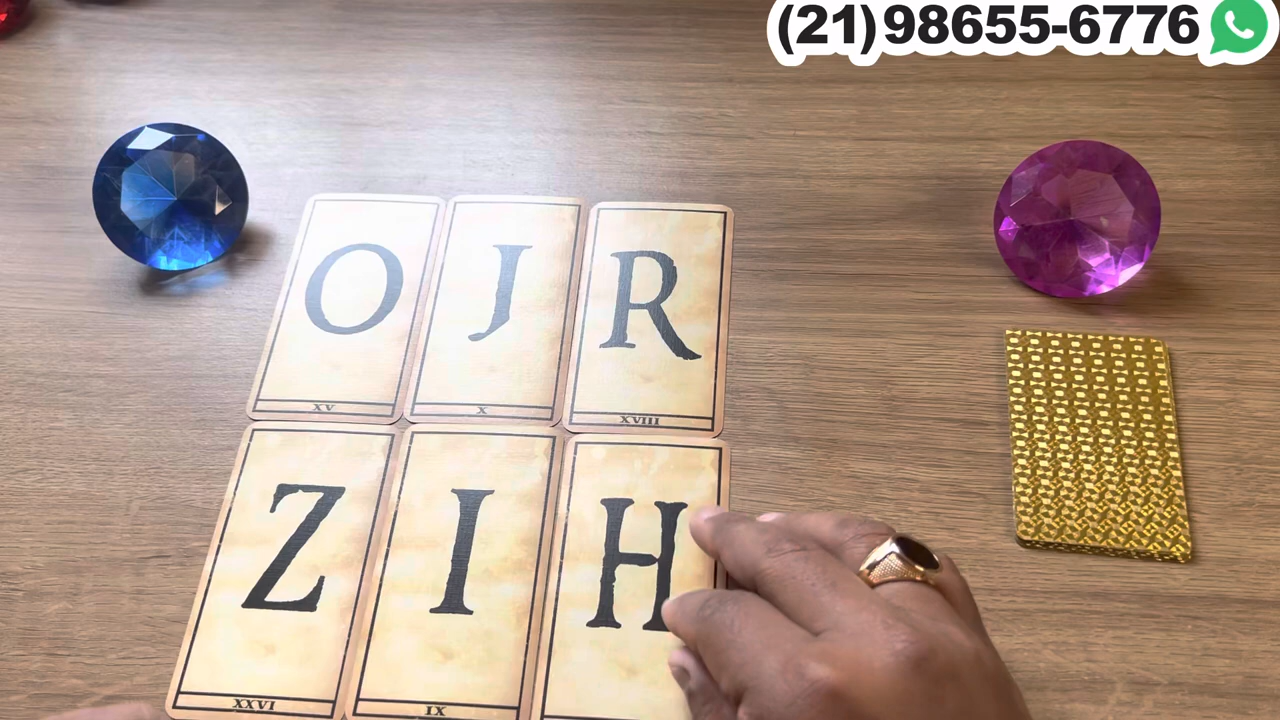 (21)98655-6776
O J R
XV X XVIII
Z I H
XXVI IX